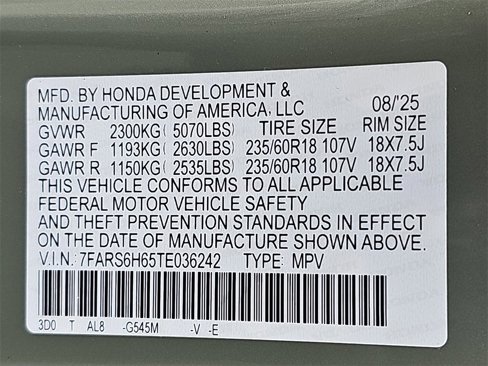 MFD. BY HONDA DEVELOPMENT &
MANUFACTURING OF AMERICA, LLC 08/'25
GVWR 2300KG( 5070LBS) TIRE SIZE RIM SIZE
GAWR F 1193KG( 2630LBS) 235/60R18 107V 18X7.5J
GAWR R 1150KG( 2535LBS) 235/60R18 107V 18X7.5J
THIS VEHICLE CONFORMS TO ALL APPLICABLE
FEDERAL MOTOR VEHICLE SAFETY
AND THEFT PREVENTION STANDARDS IN EFFECT
ON THE DATE OF MANUFACTURE SHOWN ABOVE.
V.I.N.: 7FARS6H65TE036242 TYPE: MPV
3D0 T AL8 -G545M -V -E